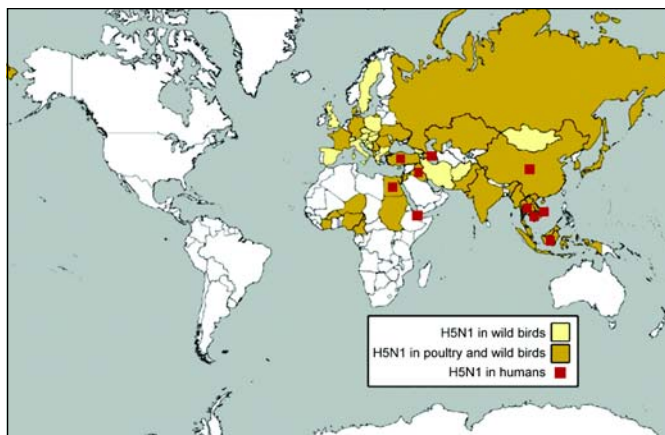 H5N1 in wild birds
H5N1 in poultry and wild birds
H5N1 in humans